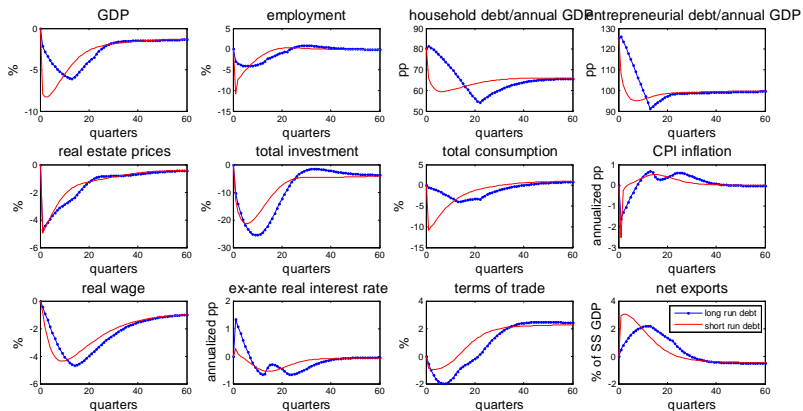 GDP
0
-5
-10
%
0 20 40 60
quarters
employment
5
0
-5
-10
-15
%
0 20 40 60
quarters
household debt/annual GDP
90
80
70
60
50
pp
0 20 40 60
quarters
entrepreneurial debt/annual GDP
130
120
110
100
90
pp
0 20 40 60
quarters
real estate prices
0
-2
-4
-6
%
0 20 40 60
quarters
total investment
0
-10
-20
-30
%
0 20 40 60
quarters
total consumption
5
0
-5
-10
-15
%
0 20 40 60
quarters
CPI inflation
1
0
-1
-2
-3
annualized pp
0 20 40 60
quarters
real wage
0
-2
-4
-6
%
0 20 40 60
quarters
ex-ante real interest rate
2
1
0
-1
annualized pp
0 20 40 60
quarters
terms of trade
4
2
0
-2
%
0 20 40 60
quarters
net exports
4
2
0
-2
% of SS GDP
long run debt
short run debt
0 20 40 60
quarters